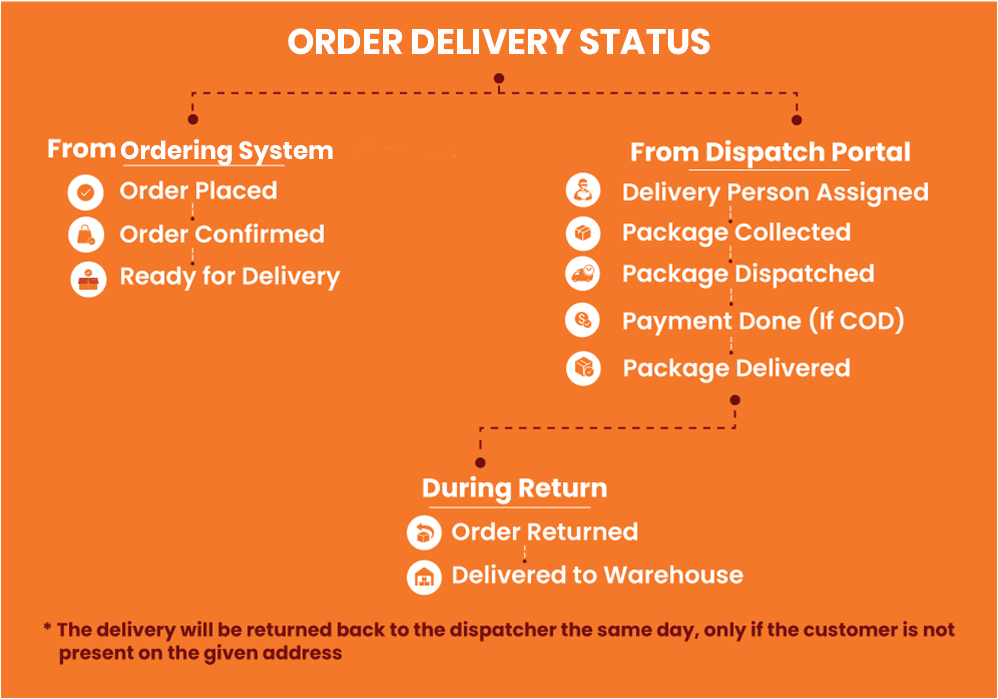 ORDER DELIVERY STATUS
From Ordering System
Order Placed
Order Confirmed
Ready for Delivery
From Dispatch Portal
Delivery Person Assigned
Package Collected
Package Dispatched
Payment Done (If COD)
Package Delivered
During Return
Order Returned
Delivered to Warehouse
* The delivery will be returned back to the dispatcher the same day, only if the customer is not
present on the given address